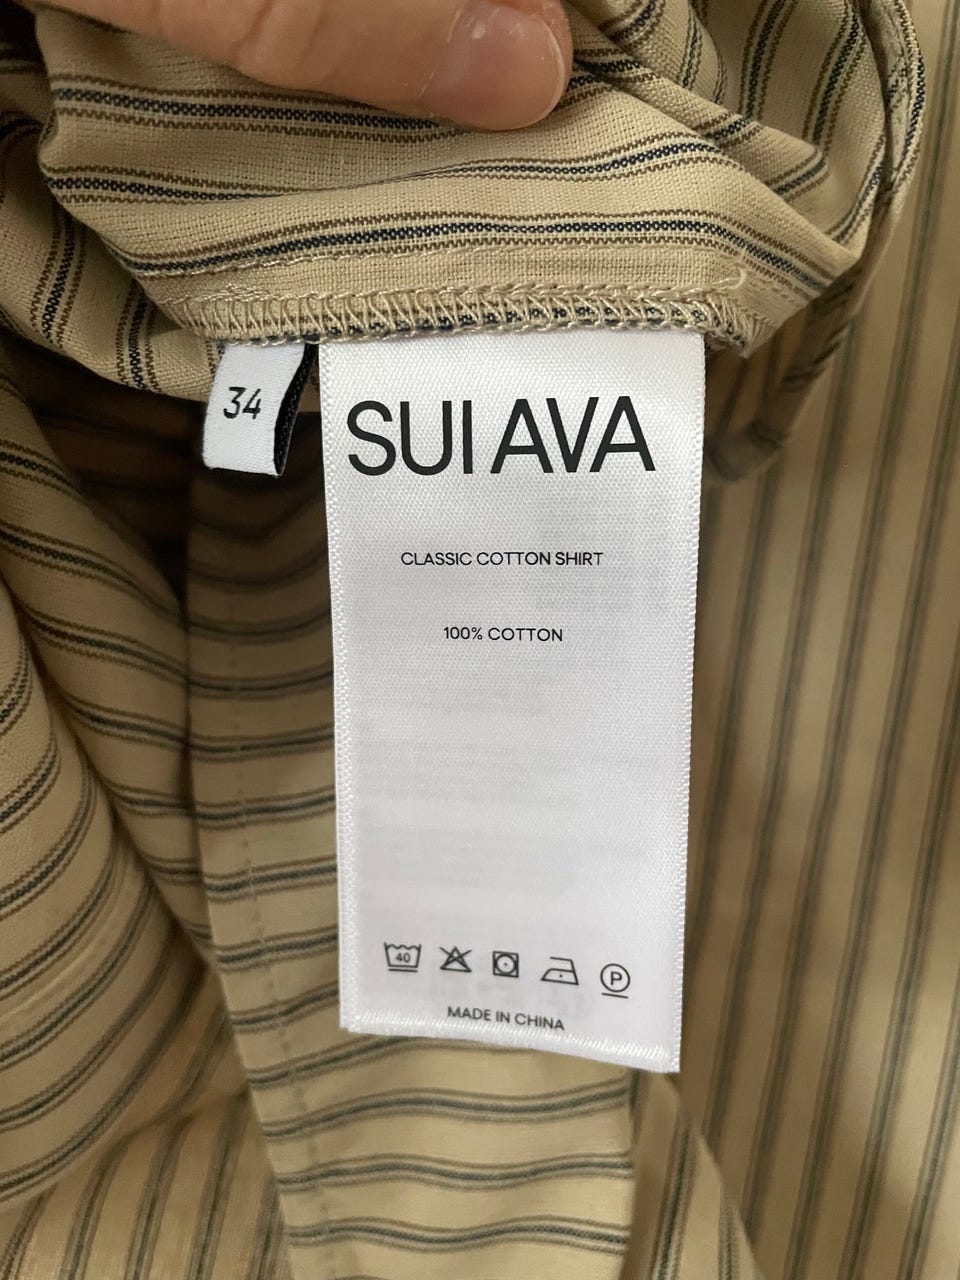 34
SUI AVA
CLASSIC COTTON SHIRT
100% COTTON
40
P
MADE IN CHINA